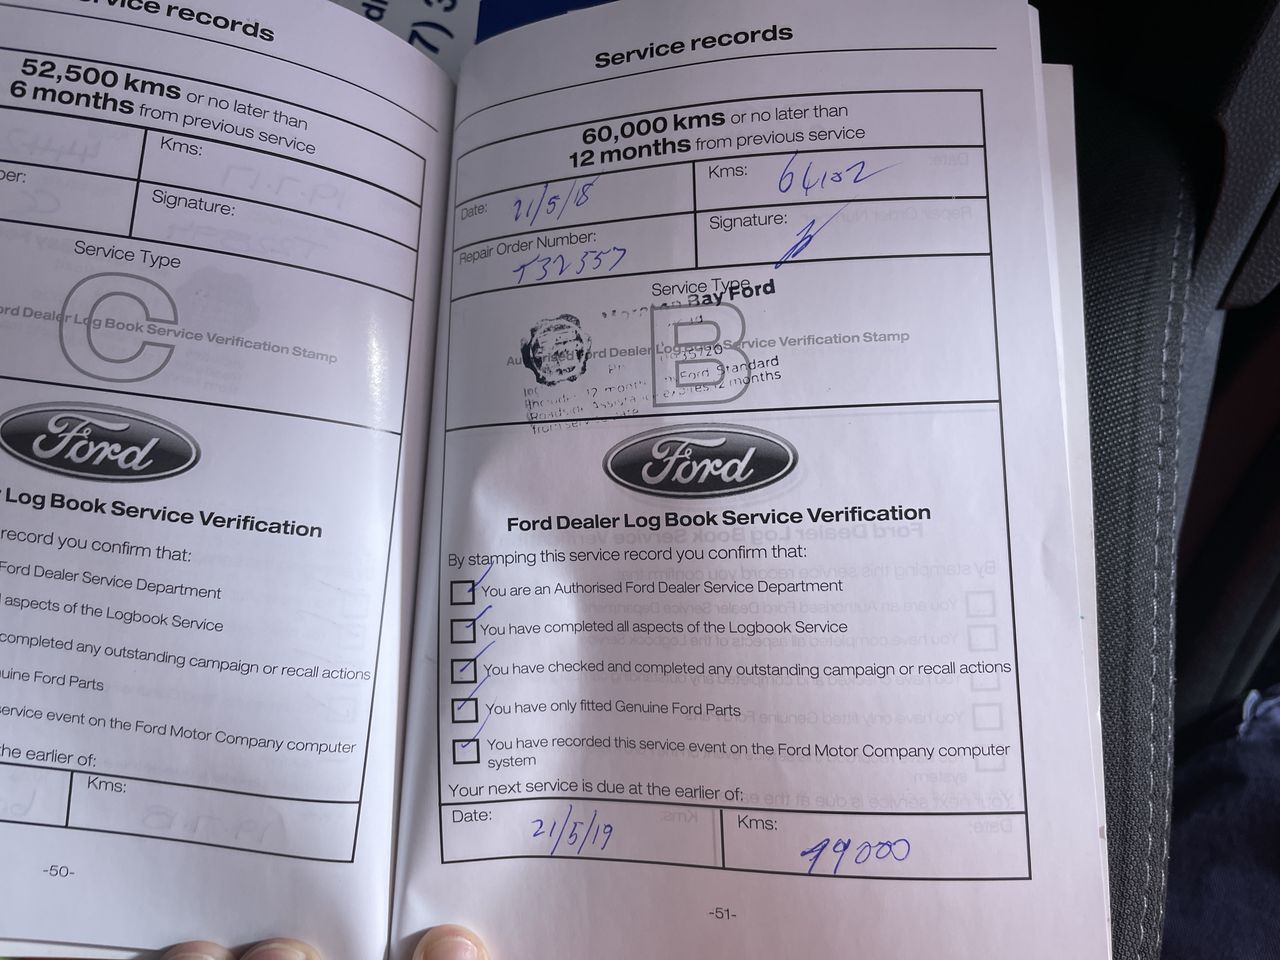 Service records
52,500 kms or no later than
6 months from previous service
Kms:
Signature:
Service Type
C
Dealer Log Book Service Verification Stamp
Ford
Log Book Service Verification
record you confirm that:
Ford Dealer Service Department
aspects of the Logbook Service
completed any outstanding campaign or recall actions
Ford Parts
service event on the Ford Motor Company computer
the earlier of:
Kms:
-50-
Service records
60,000 kms or no later than
12 months from previous service
Date: 21/5/18
Kms: 64102
Repair Order Number: T32557
Signature:
Service Type
Bay Ford
B
Authorised Ford Dealer Log Book Service Verification Stamp
Ford Standard
12 months
Ford
Ford Dealer Log Book Service Verification
By stamping this service record you confirm that:
You are an Authorised Ford Dealer Service Department
You have completed all aspects of the Logbook Service
You have checked and completed any outstanding campaign or recall actions
You have only fitted Genuine Ford Parts
You have recorded this service event on the Ford Motor Company computer
system
Your next service is due at the earlier of:
Date: 21/5/19
Kms: 79000
-51-